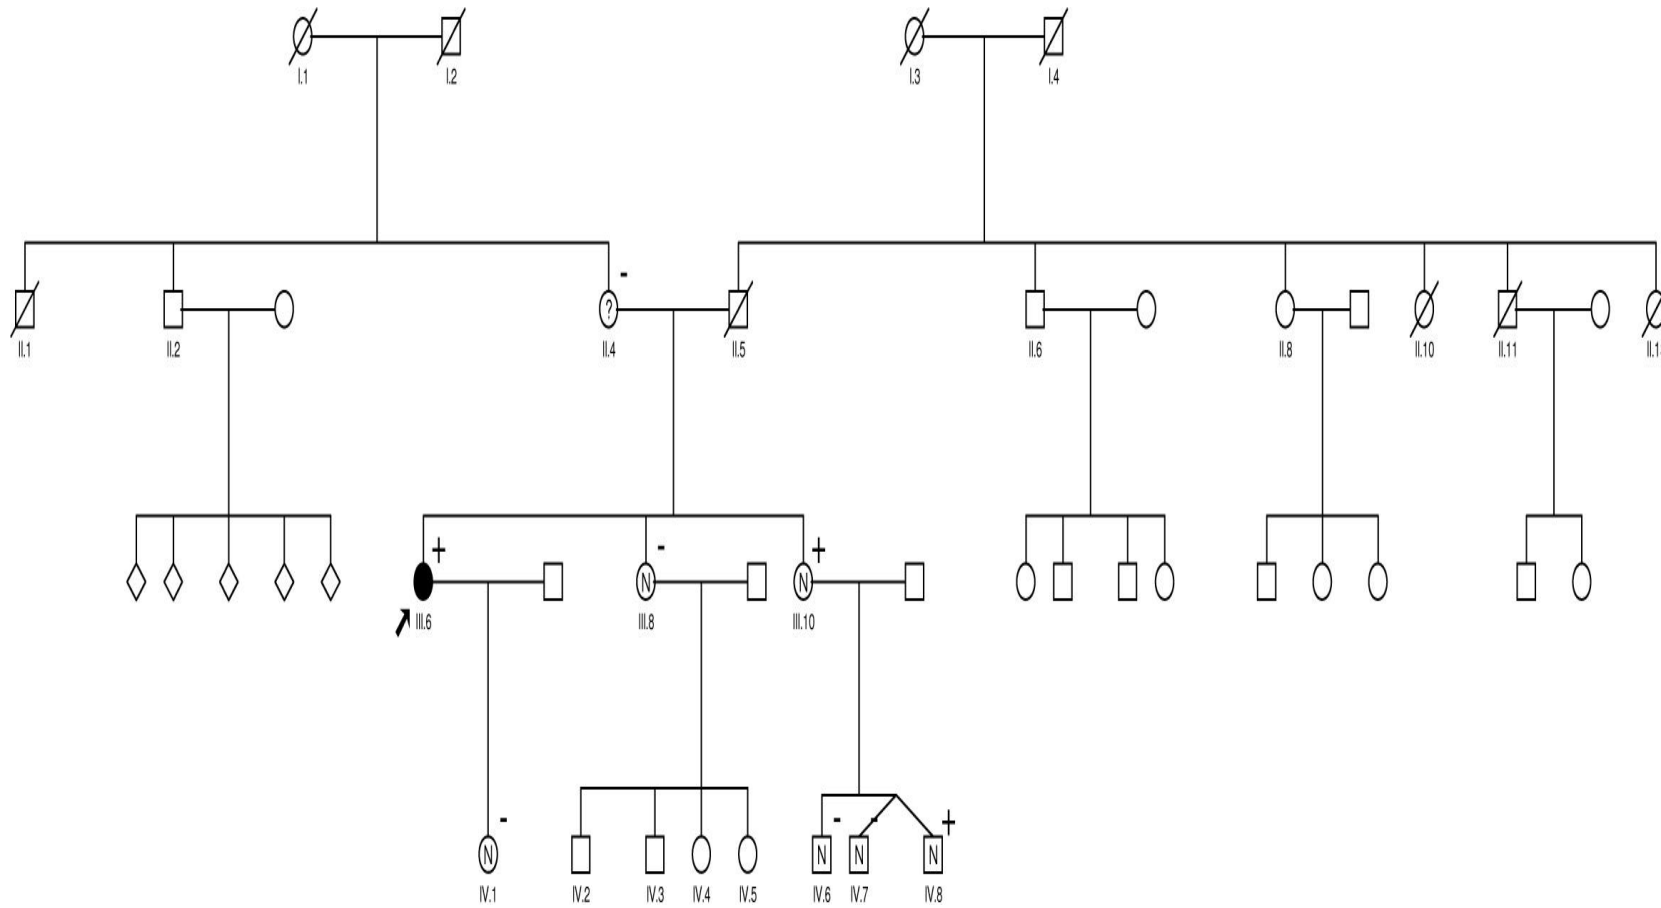 I.1 I.2 I.3 I.4
-
?
II.1 II.2 II.4 II.5 II.6 II.8 II.10 II.11
+ - +
N N
III.6 III.8 III.10
- - - +
N N N N
IV.1 IV.2 IV.3 IV.4 IV.5 IV.6 IV.7 IV.8